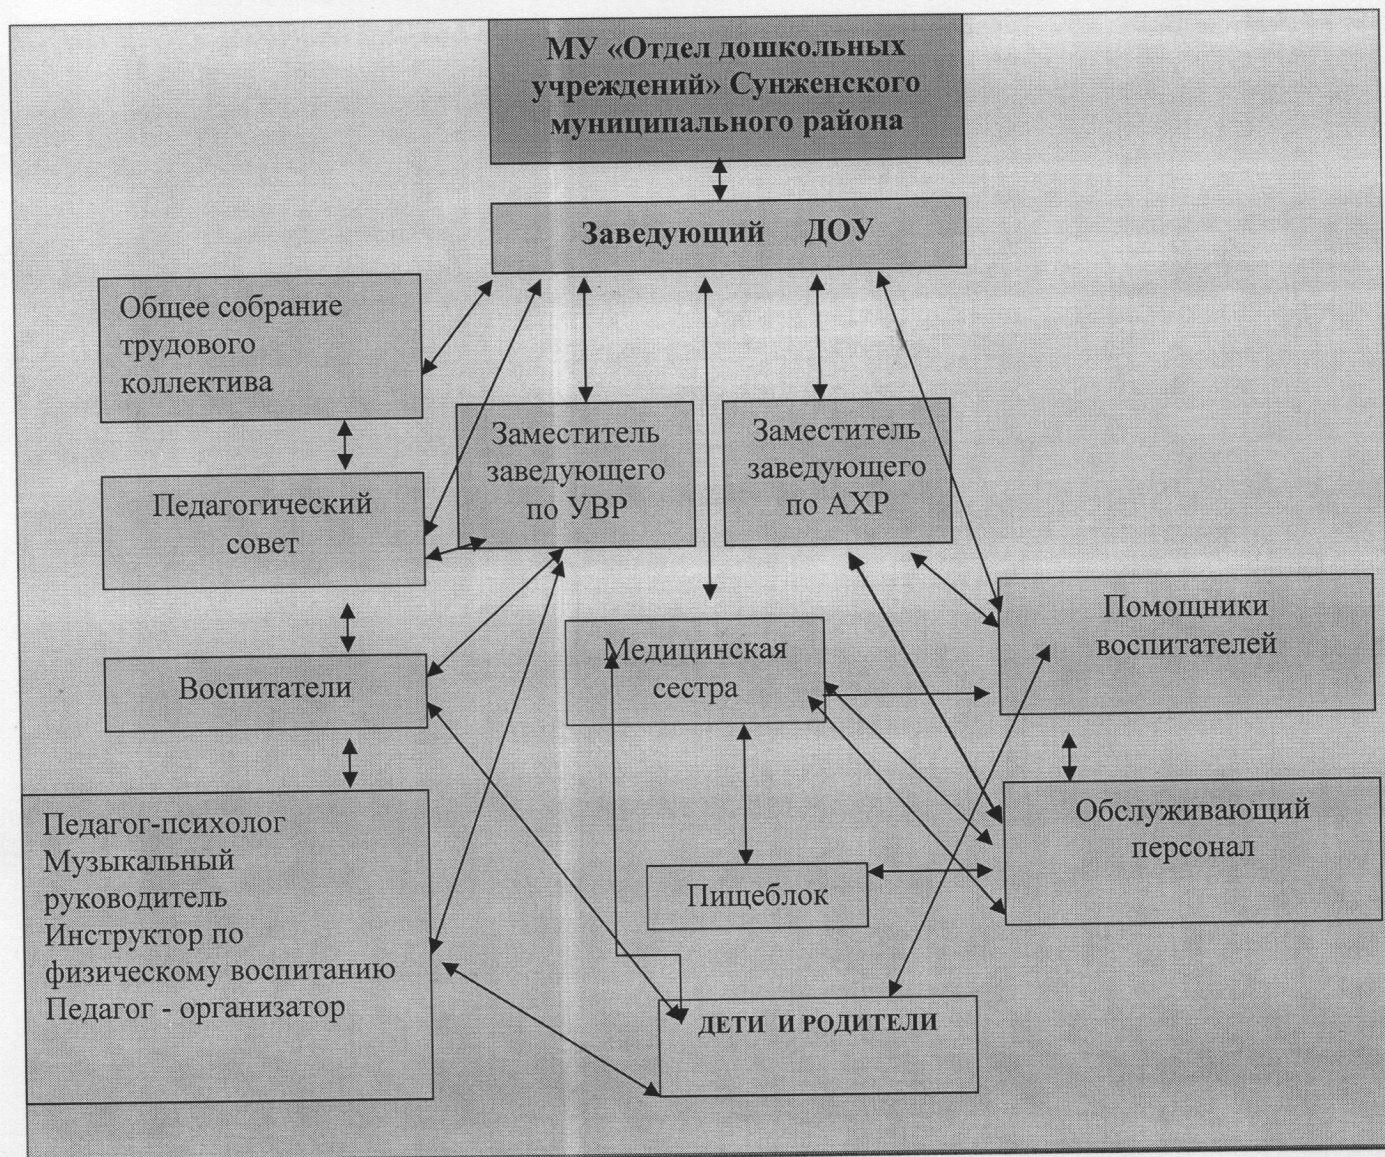 МУ «Отдел дошкольных
учреждений» Сунженского
муниципального района
Заведующий ДОУ
Общее собрание
трудового
коллектива
Заместитель
заведующего
по УВР
Заместитель
заведующего
по АХР
Педагогический
совет
Помощники
воспитателей
Медицинская
сестра
Воспитатели
Обслуживающий
персонал
Педагог-психолог
Музыкальный
руководитель
Инструктор по
физическому воспитанию
Педагог - организатор
Пищеблок
ДЕТИ И РОДИТЕЛИ